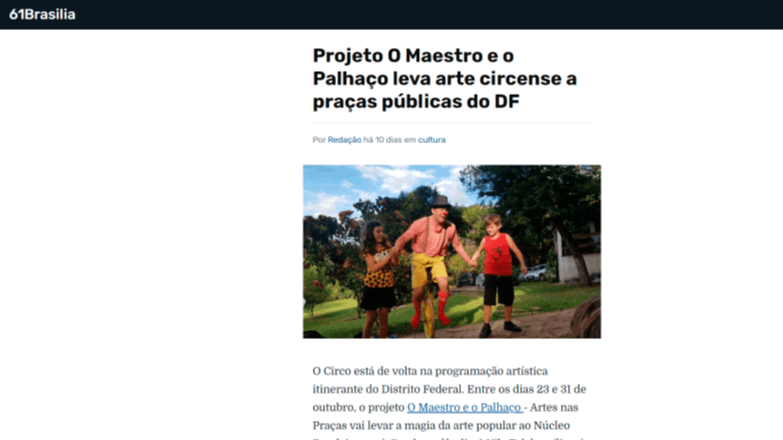 61Brasilia
Projeto O Maestro e o
Palhaço leva arte circense a
praças públicas do DF
Por Redação há 10 dias em cultura
O Circo está de volta na programação artística
itinerante do Distrito Federal. Entre os dias 23 e 31 de
outubro, o projeto O Maestro e o Palhaço - Artes nas
Praças vai levar a magia da arte popular ao Núcleo